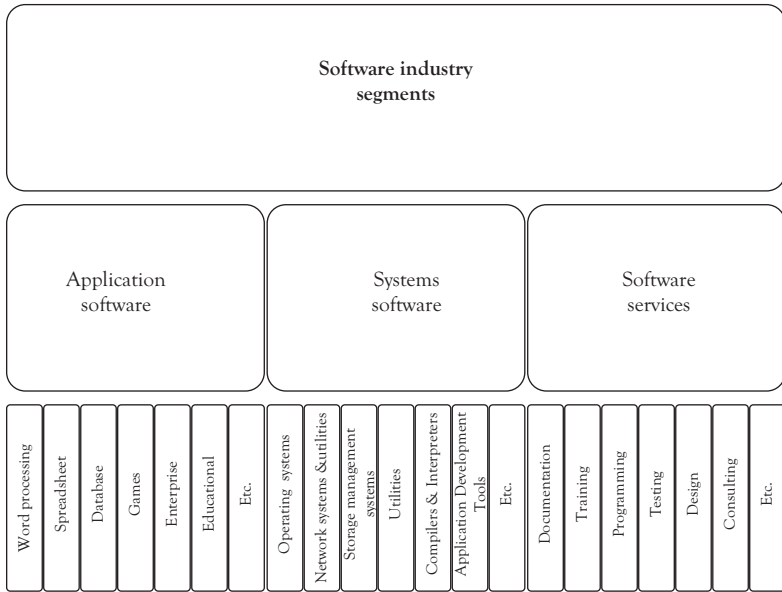 Software industry
segments
Application
software
Systems
software
Software
services
Word processing
Spreadsheet
Database
Games
Enterprise
Educational
Etc.
Operating systems
Network systems &utilities
Storage management
systems
Utilities
Compilers & Interpreters
Application Development
Tools
Etc.
Documentation
Training
Programming
Testing
Design
Consulting
Etc.